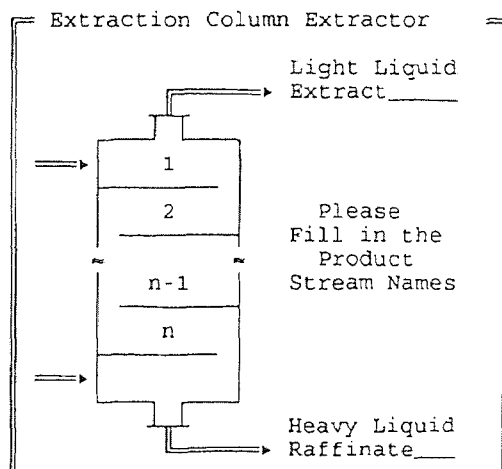 Extraction Column Extractor
Light Liquid
Extract____
1
2
Please
Fill in the
Product
Stream Names
n-1
n
Heavy Liquid
Raffinate___